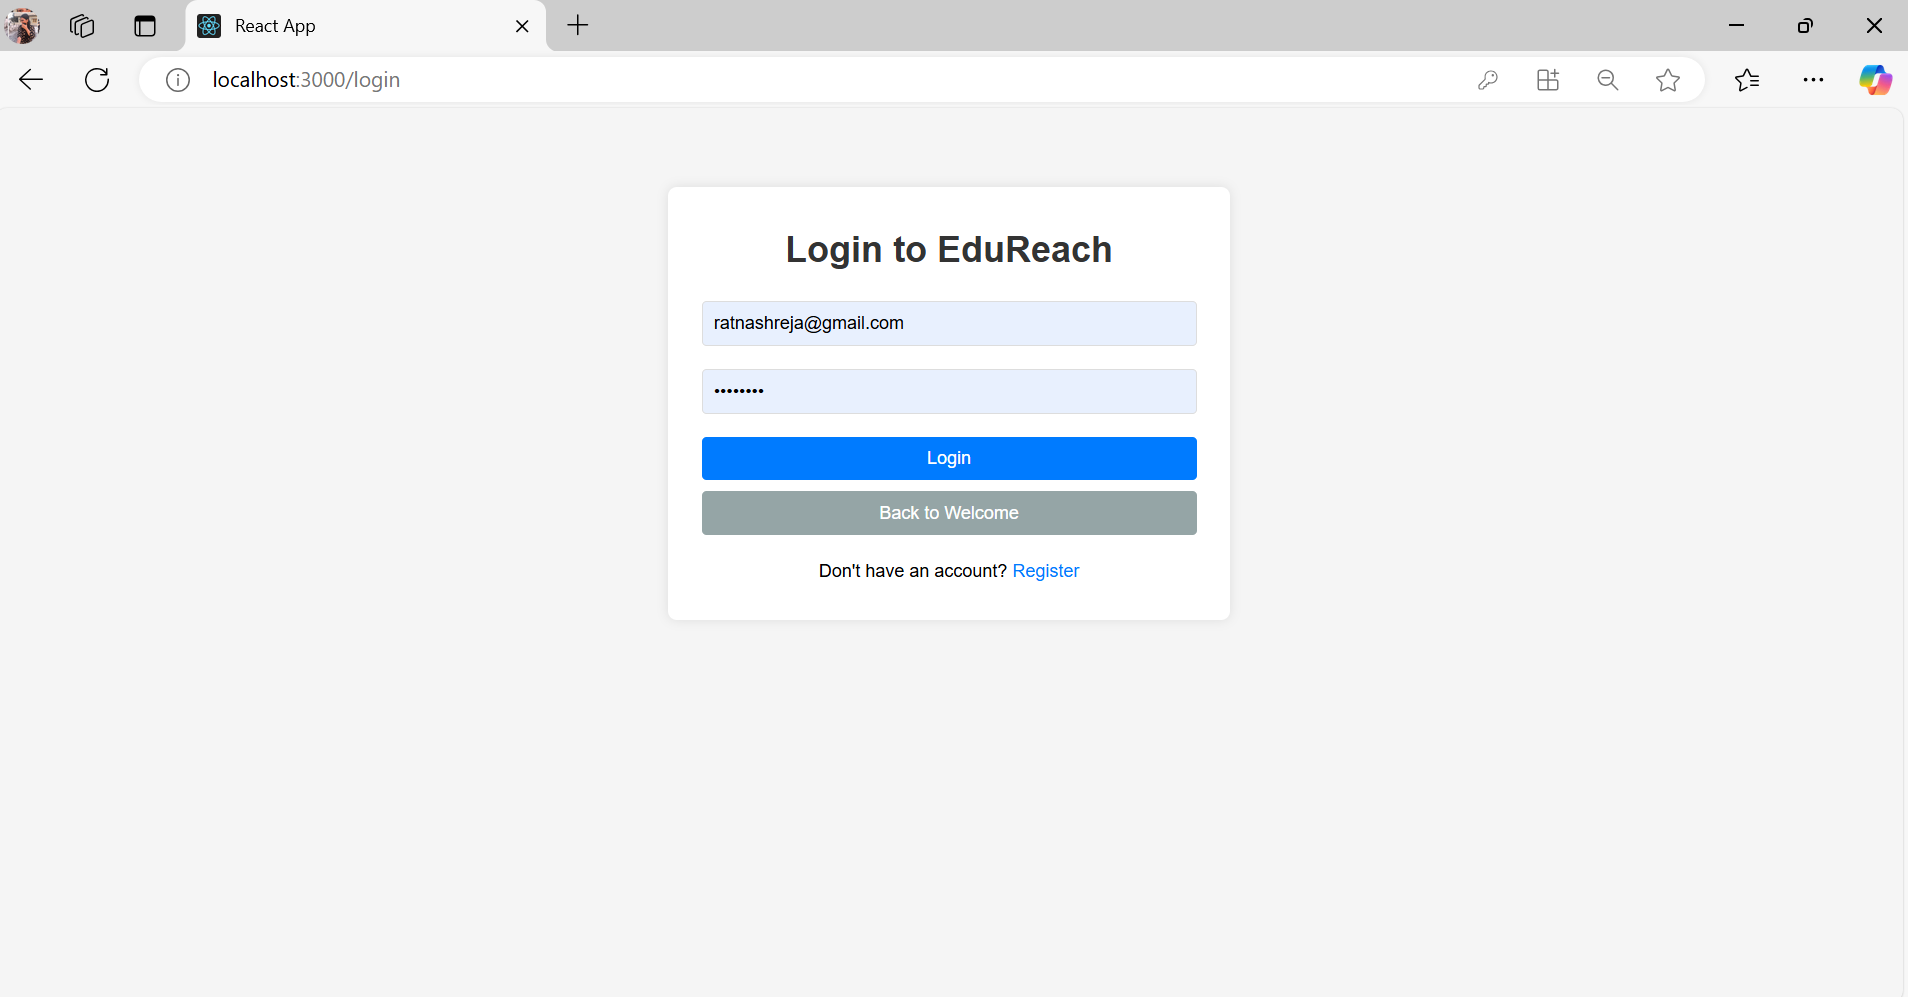 React App
localhost:3000/login
Login to EduReach
ratnashreja@gmail.com
••••••••
Login
Back to Welcome
Don't have an account? Register